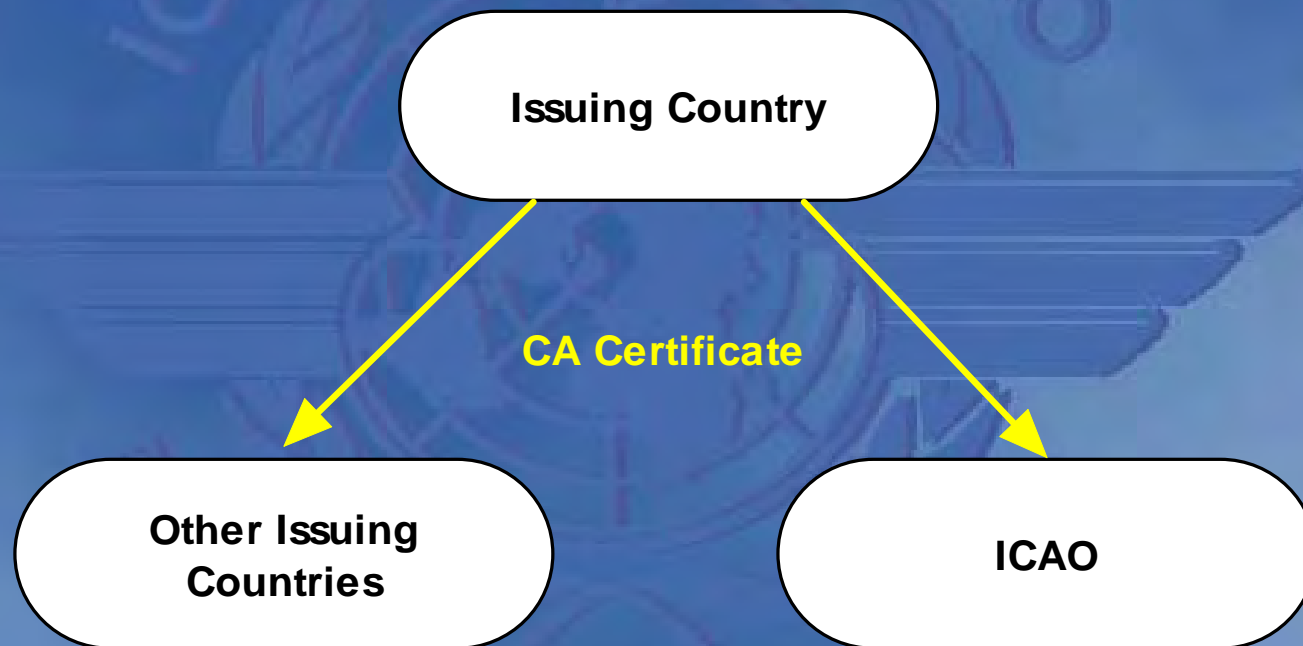 Issuing Country
CA Certificate
Other Issuing
Countries
ICAO